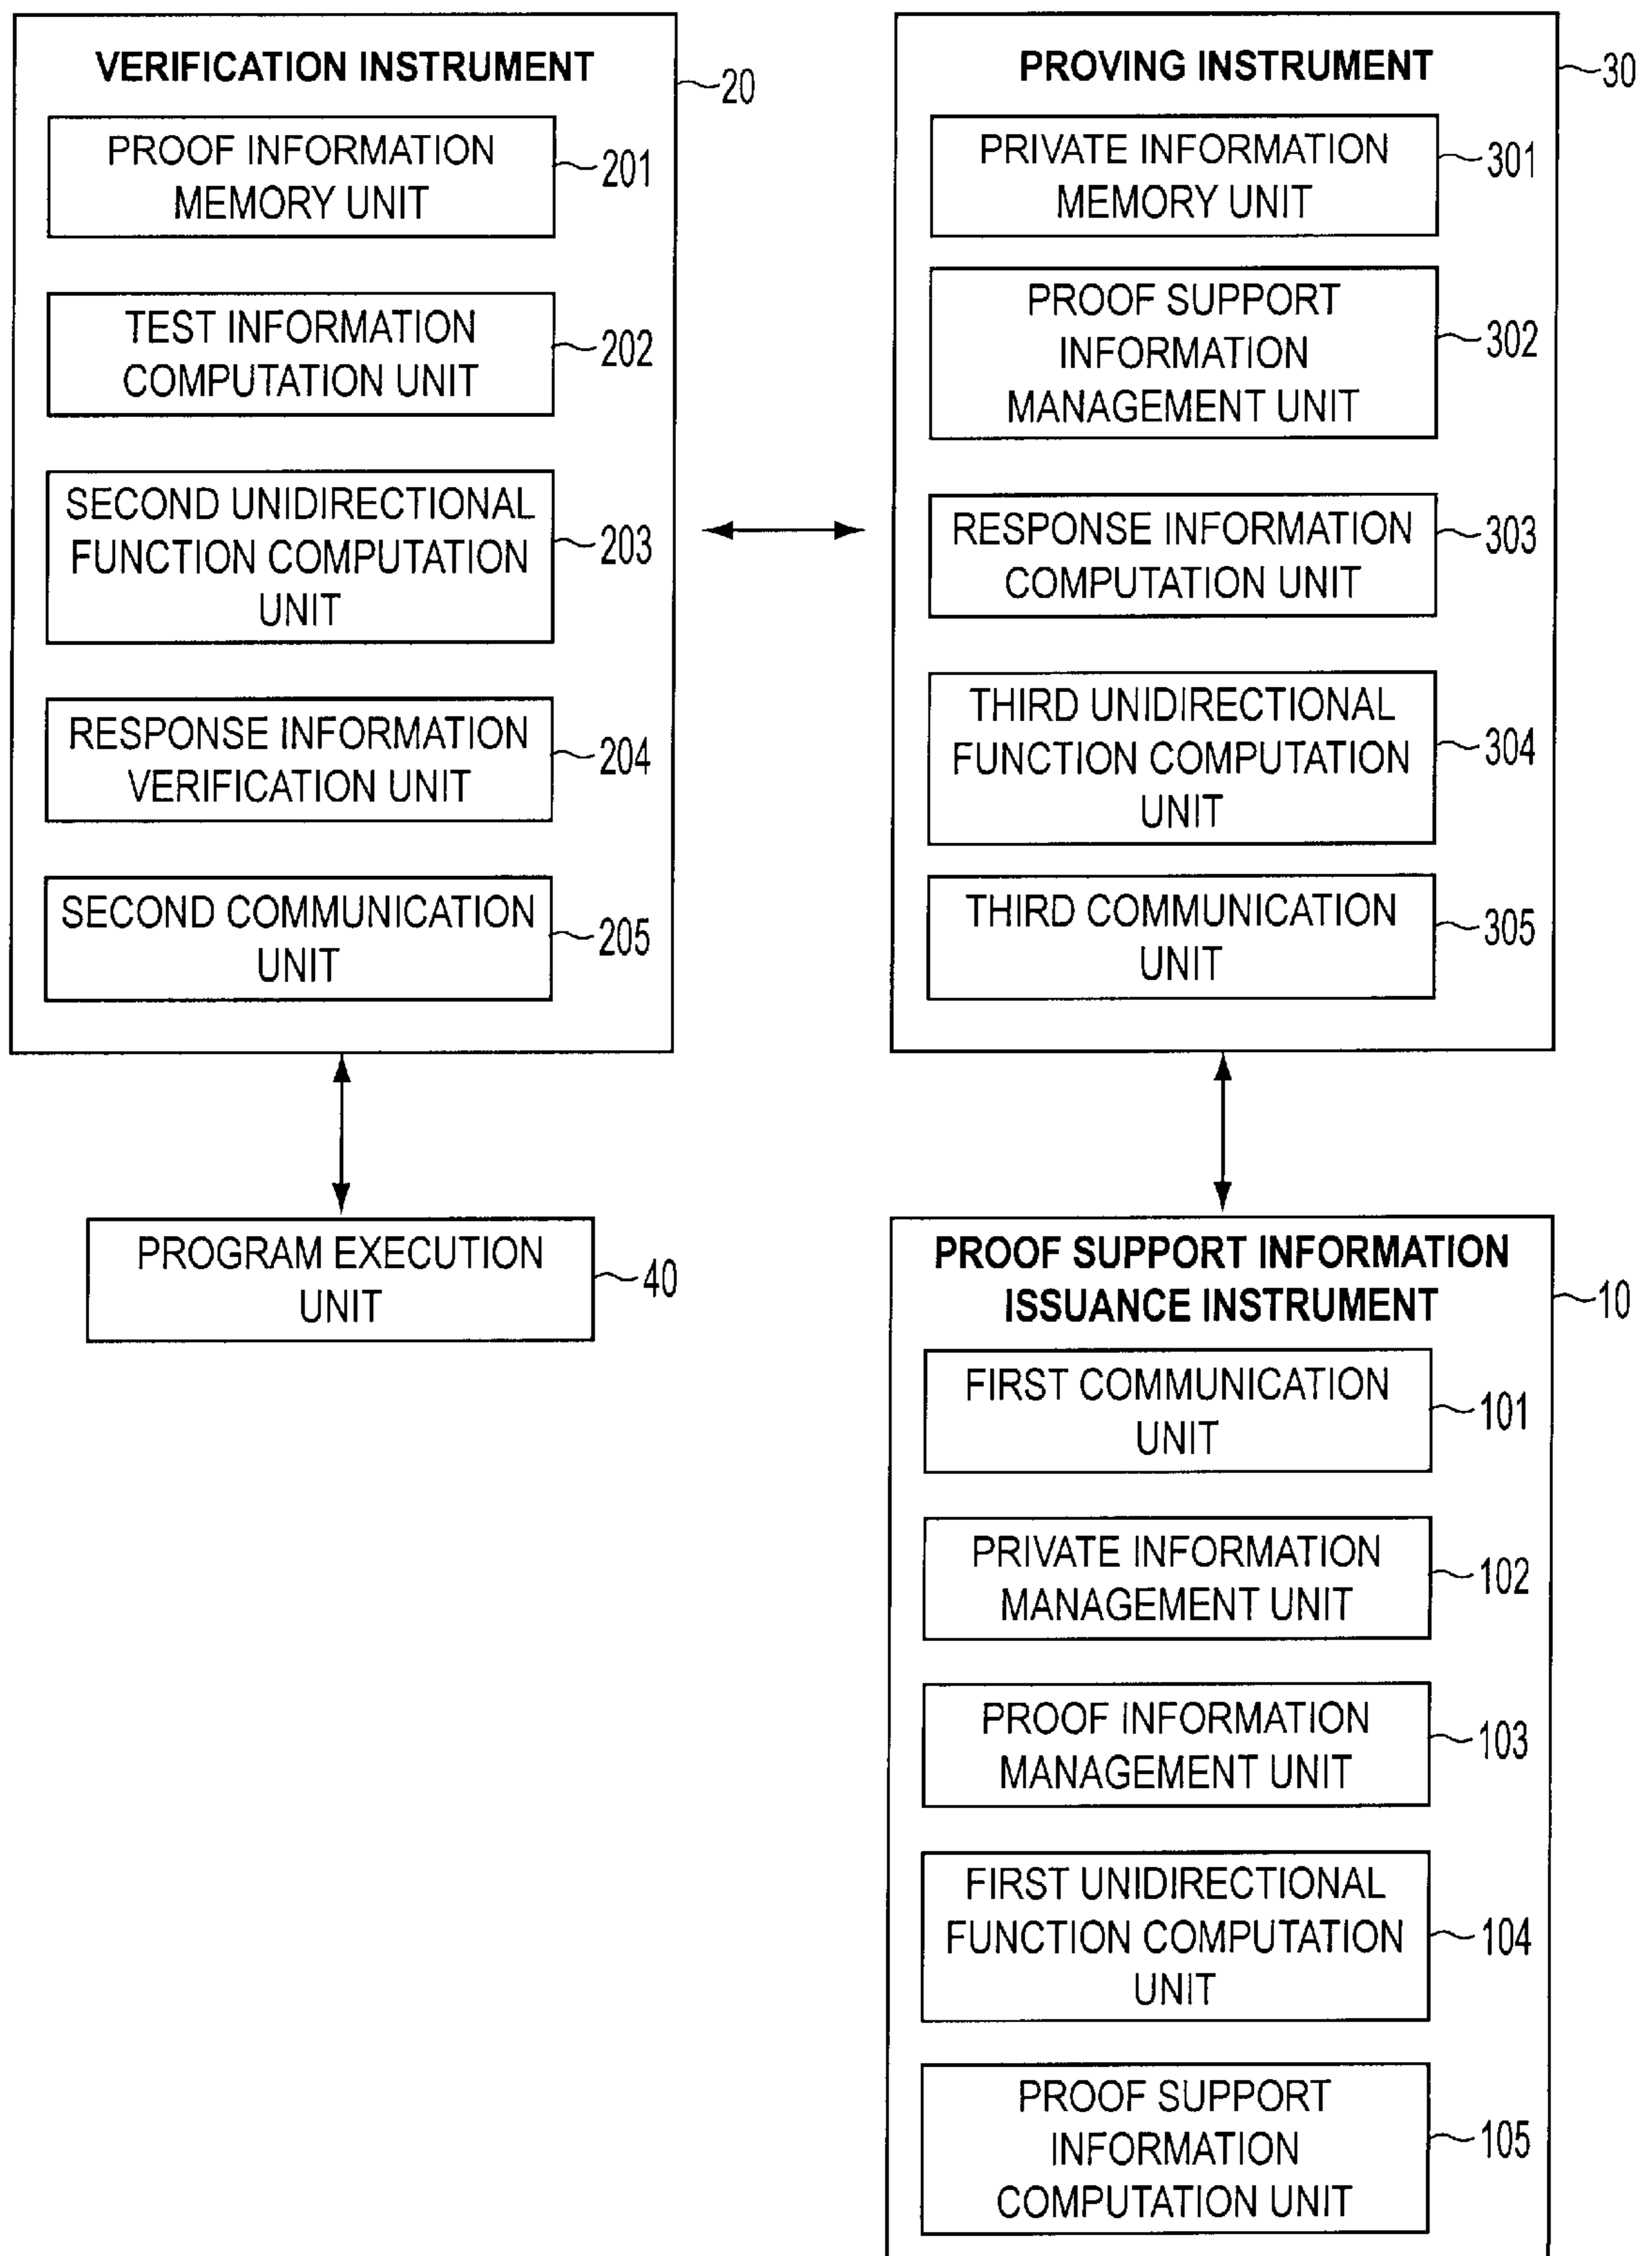 VERIFICATION INSTRUMENT
20
PROOF INFORMATION
MEMORY UNIT
201
TEST INFORMATION
COMPUTATION UNIT
202
SECOND UNIDIRECTIONAL
FUNCTION COMPUTATION
UNIT
203
RESPONSE INFORMATION
VERIFICATION UNIT
204
SECOND COMMUNICATION
UNIT
205
PROVING INSTRUMENT
30
PRIVATE INFORMATION
MEMORY UNIT
301
PROOF SUPPORT
INFORMATION
MANAGEMENT UNIT
302
RESPONSE INFORMATION
COMPUTATION UNIT
303
THIRD UNIDIRECTIONAL
FUNCTION COMPUTATION
UNIT
304
THIRD COMMUNICATION
UNIT
305
PROGRAM EXECUTION
UNIT
40
PROOF SUPPORT INFORMATION
ISSUANCE INSTRUMENT
10
FIRST COMMUNICATION
UNIT
101
PRIVATE INFORMATION
MANAGEMENT UNIT
102
PROOF INFORMATION
MANAGEMENT UNIT
103
FIRST UNIDIRECTIONAL
FUNCTION COMPUTATION
UNIT
104
PROOF SUPPORT
INFORMATION
COMPUTATION UNIT
105